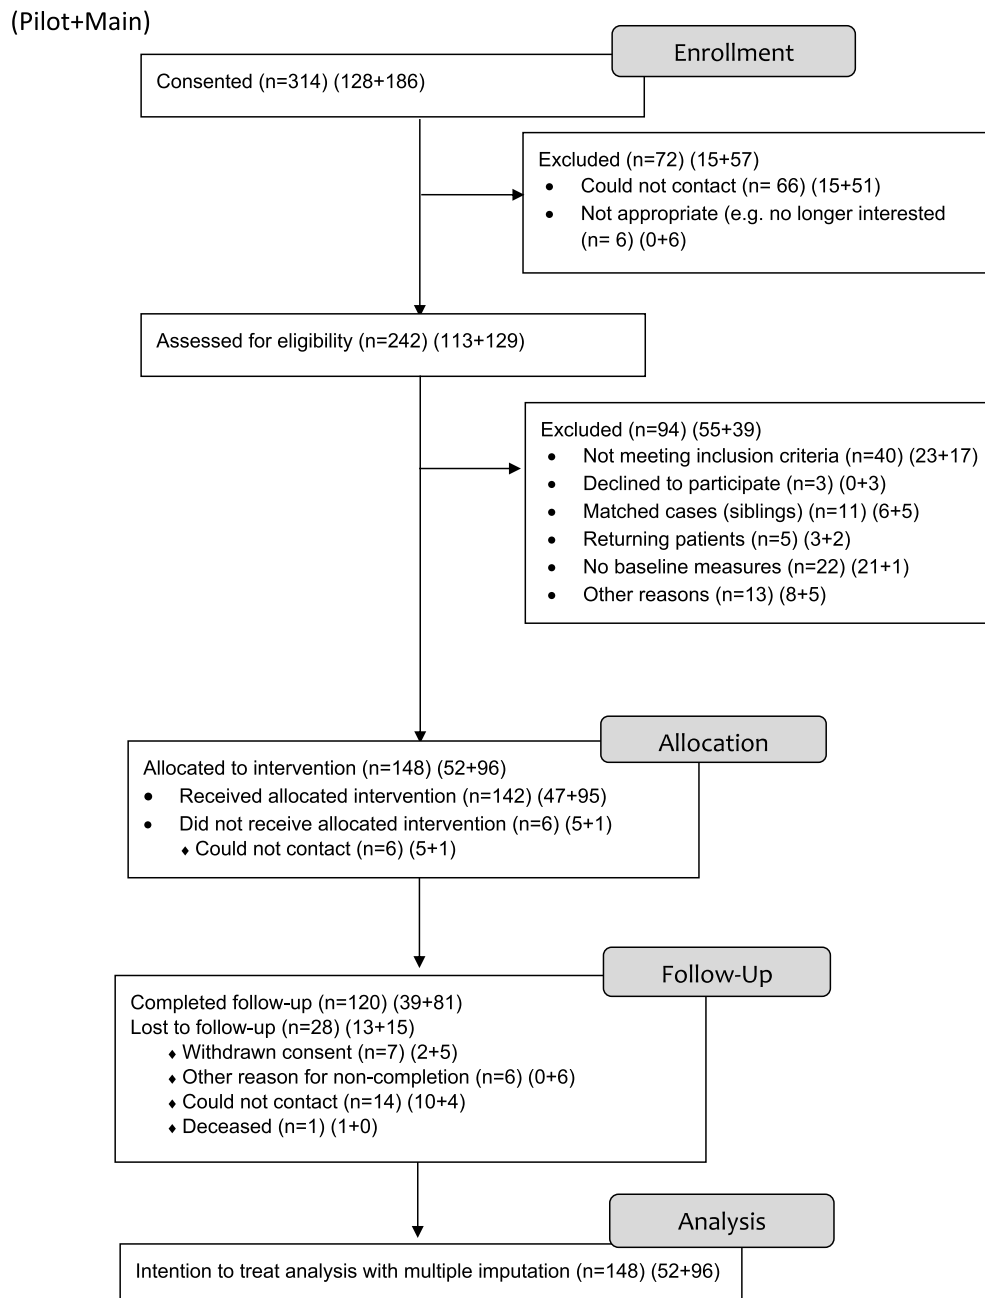 (Pilot+Main)
Enrollment
Consented (n=314) (128+186)
Excluded (n=72) (15+57)
• Could not contact (n= 66) (15+51)
• Not appropriate (e.g. no longer interested
(n= 6) (0+6)
Assessed for eligibility (n=242) (113+129)
Excluded (n=94) (55+39)
• Not meeting inclusion criteria (n=40) (23+17)
• Declined to participate (n=3) (0+3)
• Matched cases (siblings) (n=11) (6+5)
• Returning patients (n=5) (3+2)
• No baseline measures (n=22) (21+1)
• Other reasons (n=13) (8+5)
Allocation
Allocated to intervention (n=148) (52+96)
• Received allocated intervention (n=142) (47+95)
• Did not receive allocated intervention (n=6) (5+1)
♦ Could not contact (n=6) (5+1)
Follow-Up
Completed follow-up (n=120) (39+81)
Lost to follow-up (n=28) (13+15)
♦ Withdrawn consent (n=7) (2+5)
♦ Other reason for non-completion (n=6) (0+6)
♦ Could not contact (n=14) (10+4)
♦ Deceased (n=1) (1+0)
Analysis
Intention to treat analysis with multiple imputation (n=148) (52+96)